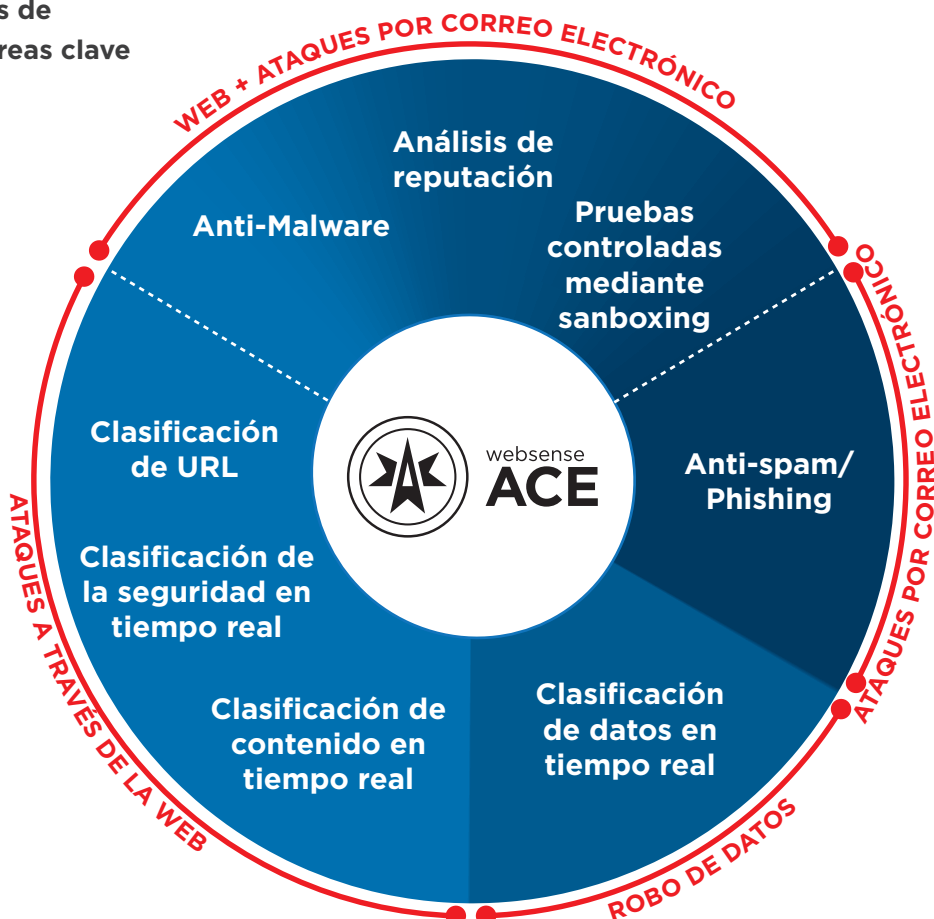 s de
reas clave
WEB + ATAQUES POR CORREO ELECTRÓNICO
Análisis de
reputación
Anti-Malware
Pruebas
controladas
mediante
sanboxing
Clasificación
de URL
websense
ACE
Anti-spam/
Phishing
ATAQUES POR CORREO ELECTRÓNICO
Clasificación de
la seguridad en
tiempo real
ATAQUES A TRAVÉS DE LA WEB
Clasificación de
contenido en
tiempo real
Clasificación
de datos en
tiempo real
ROBO DE DATOS